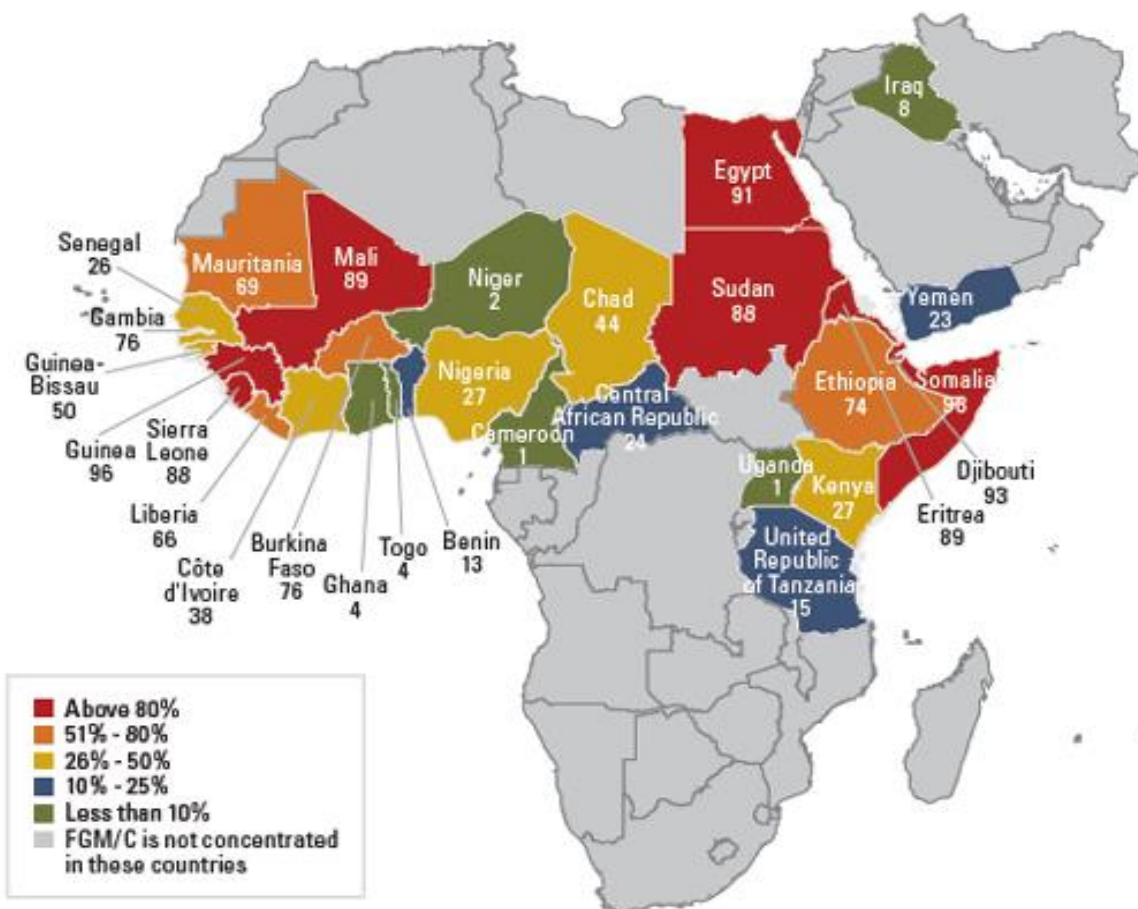 Iraq
8
Egypt
91
Senegal
26
Mauritania
69
Mali
89
Niger
2
Chad
44
Sudan
88
Yemen
23
Gambia
76
Guinea-
Bissau
50
Nigeria
27
Ethiopia
74
Somalia
98
Central
African Republic
24
Cameroon
1
Guinea
96
Sierra
Leone
88
Uganda
1
Kenya
27
Djibouti
93
Eritrea
89
Liberia
66
Côte
d'Ivoire
38
Burkina
Faso
76
Ghana
4
Togo
4
Benin
13
United
Republic
of Tanzania
15
Above 80%
51% - 80%
26% - 50%
10% - 25%
Less than 10%
FGM/C is not concentrated
in these countries